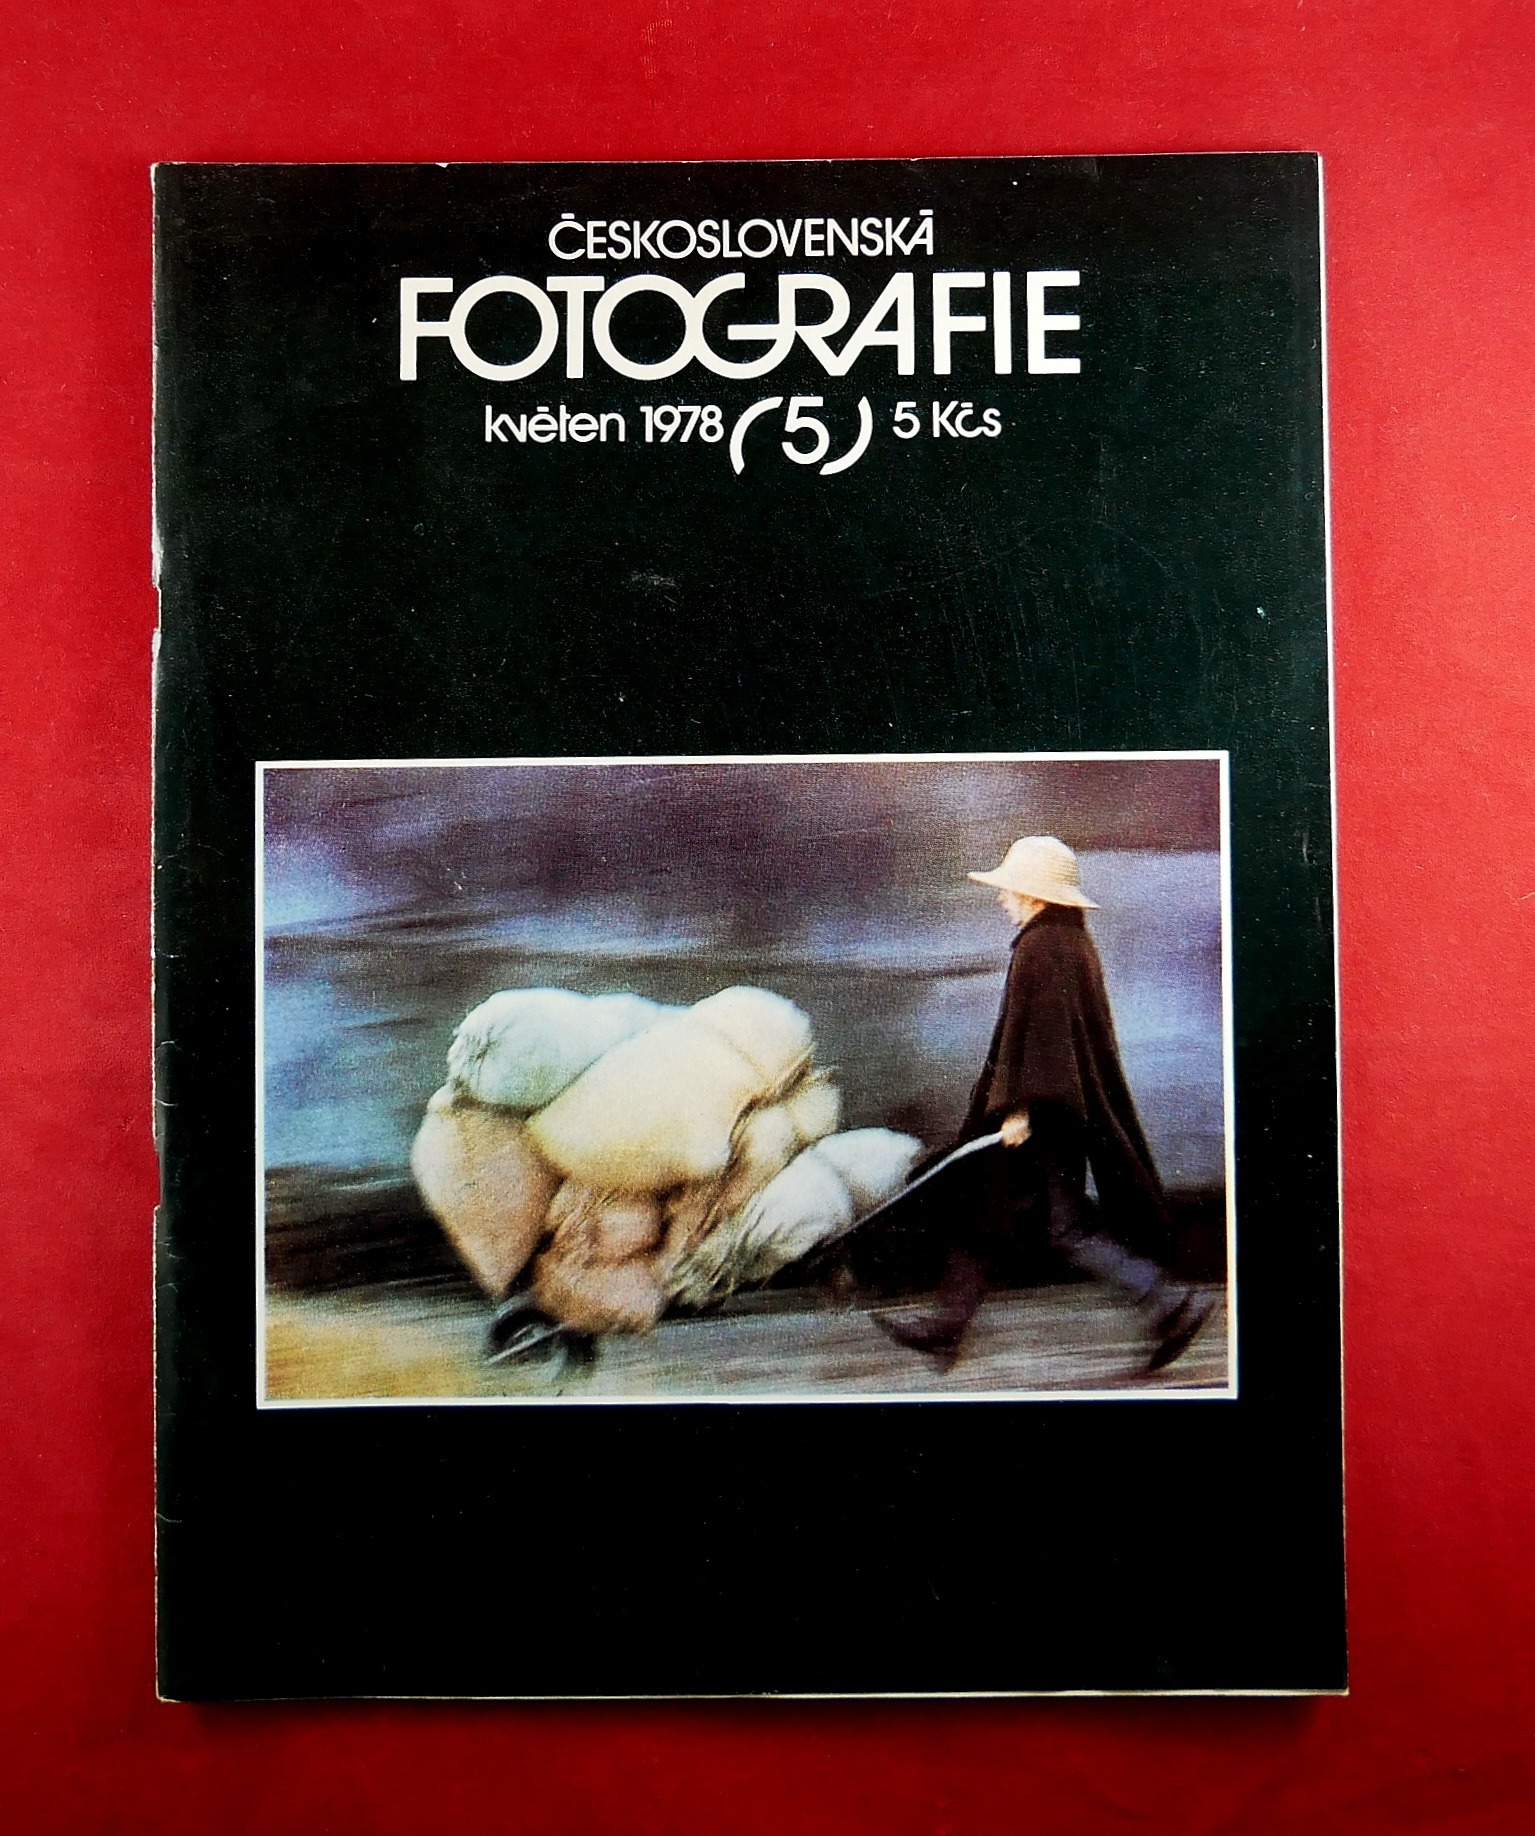 ČESKOSLOVENSKÁ
FOTOGRAFIE
květen 1978 (5) 5 Kčs